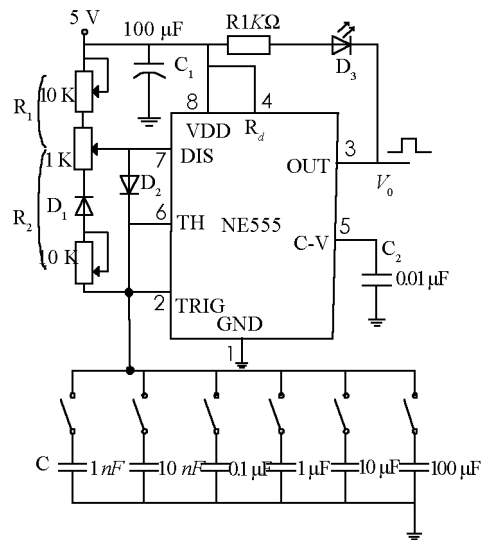 5 V
100 μF
R1KΩ
C1
D3
10 K
R1
8
4
VDD
Rd
1 K
7
DIS
3
OUT
D2
V0
R2
D1
6
TH
NE555
5
C-V
C2
10 K
0.01 μF
2
TRIG
GND
1
C 1 nF 10 nF 0.1 μF 1 μF 10 μF 100 μF